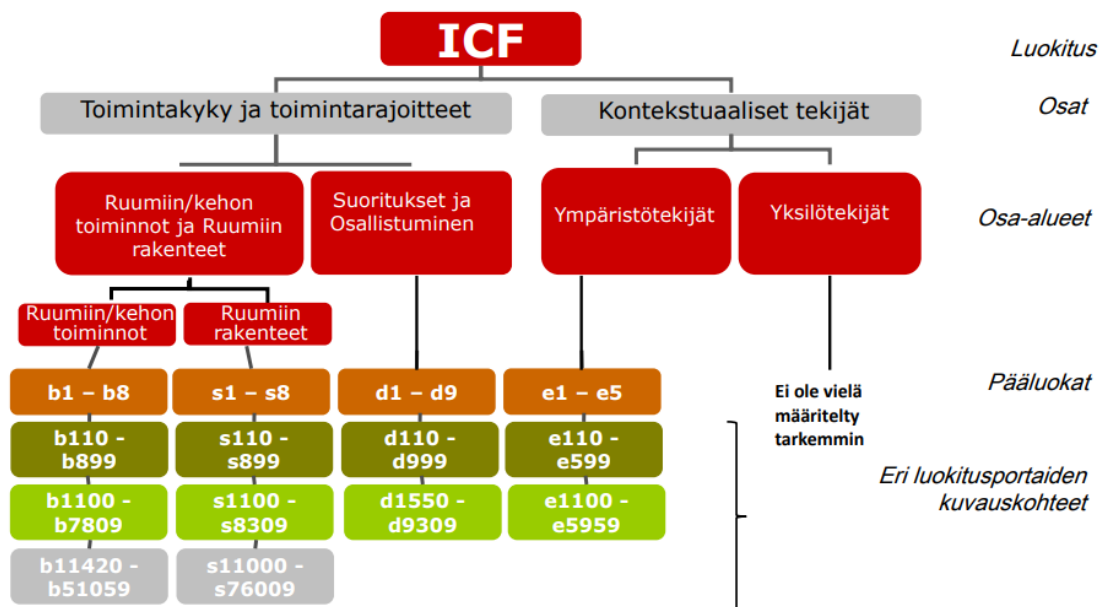 ICF
Luokitus
Toimintakyky ja toimintarajoitteet
Kontekstuaaliset tekijät
Osat
Ruumiin/kehon
toiminnot ja Ruumiin
rakenteet
Suoritukset ja
Osallistuminen
Ympäristötekijät
Yksilötekijät
Osa-alueet
Ruumiin/kehon
toiminnot
Ruumiin
rakenteet
b1 – b8
s1 – s8
d1 – d9
e1 – e5
Ei ole vielä
määritelty
tarkemmin
Pääluokat
b110 -
b899
s110 -
s899
d110 -
d999
e110 -
e599
b1100 -
b7809
s1100 -
s8309
d1550 -
d9309
e1100 -
e5959
Eri luokitusportaiden
kuvauskohteet
b11420 -
b51059
s11000 -
s76009